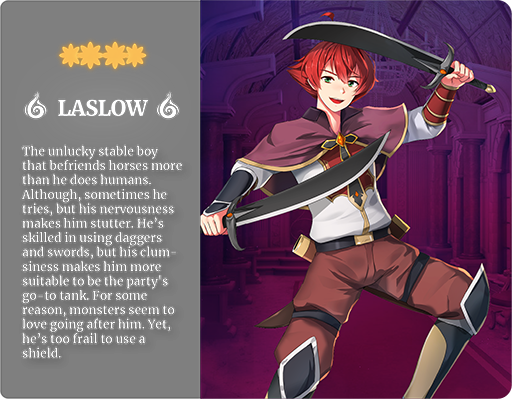 LASLOW
The unlucky stable boy
that befriends horses more
than he does humans.
Although, sometimes he
tries, but his nervousness
makes him stutter. He's
skilled in using daggers
and swords, but his clum-
siness makes him more
suitable to be the party's
go-to tank. For some
reason, monsters seem to
love going after him. Yet,
he's too frail to use a
shield.